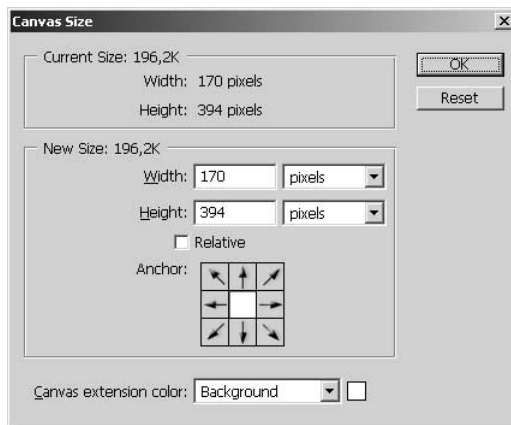 Canvas Size
Current Size: 196,2K
OK
Width: 170 pixels
Reset
Height: 394 pixels
New Size: 196,2K
Width: 170 pixels
Height: 394 pixels
Relative
Anchor:
Canvas extension color: Background